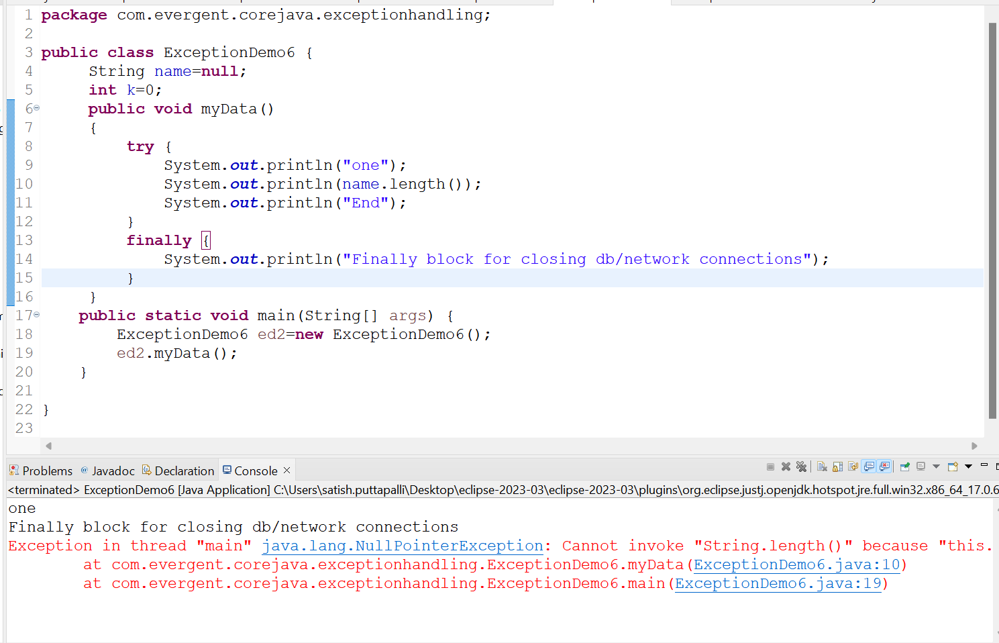 1 package com.evergent.corejava.exceptionhandling;
2
3 public class ExceptionDemo6 {
4 String name=null;
5 int k=0;
6 public void myData()
7 {
8 try {
9 System.out.println("one");
10 System.out.println(name.length());
11 System.out.println("End");
12 }
13 finally {
14 System.out.println("Finally block for closing db/network connections");
15 }
16 }
17 public static void main(String[] args) {
18 ExceptionDemo6 ed2=new ExceptionDemo6();
19 ed2.myData();
20 }
21
22 }
23
Problems @ Javadoc Declaration Console
<terminated> ExceptionDemo6 [Java Application] C:\Users\satish.puttapalli\Desktop\eclipse-2023-03\eclipse-2023-03\plugins\org.eclipse.justj.openjdk.hotspot.jre.full.win32.x86_64_17.0.6
one
Finally block for closing db/network connections
Exception in thread "main" java.lang.NullPointerException: Cannot invoke "String.length()" because "this.
at com.evergent.corejava.exceptionhandling.ExceptionDemo6.myData(ExceptionDemo6.java:10)
at com.evergent.corejava.exceptionhandling.ExceptionDemo6.main(ExceptionDemo6.java:19)